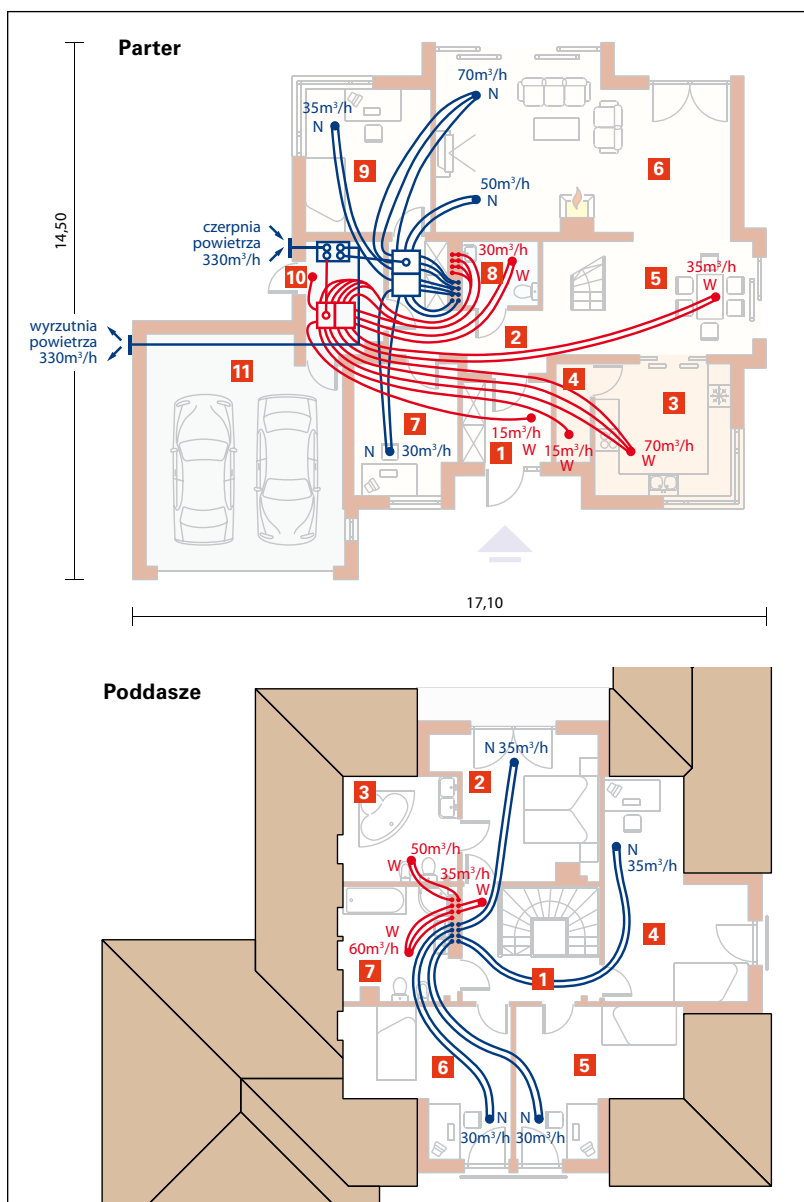 Parter
70m³/h
N
35m³/h
N
9
6
50m³/h
N
14,50
czerpnia
powietrza
330m³/h
30m³/h
8
W
10
5
35m³/h
W
wyrzutnia
powietrza
330m³/h
2
11
4
3
7
N 30m³/h
1
15m³/h
W
15m³/h
W
70m³/h
W
17,10
Poddasze
N 35m³/h
2
3
50m³/h
W
35m³/h
W
N
35m³/h
W
60m³/h
4
7
1
6
5
N
30m³/h
N
30m³/h